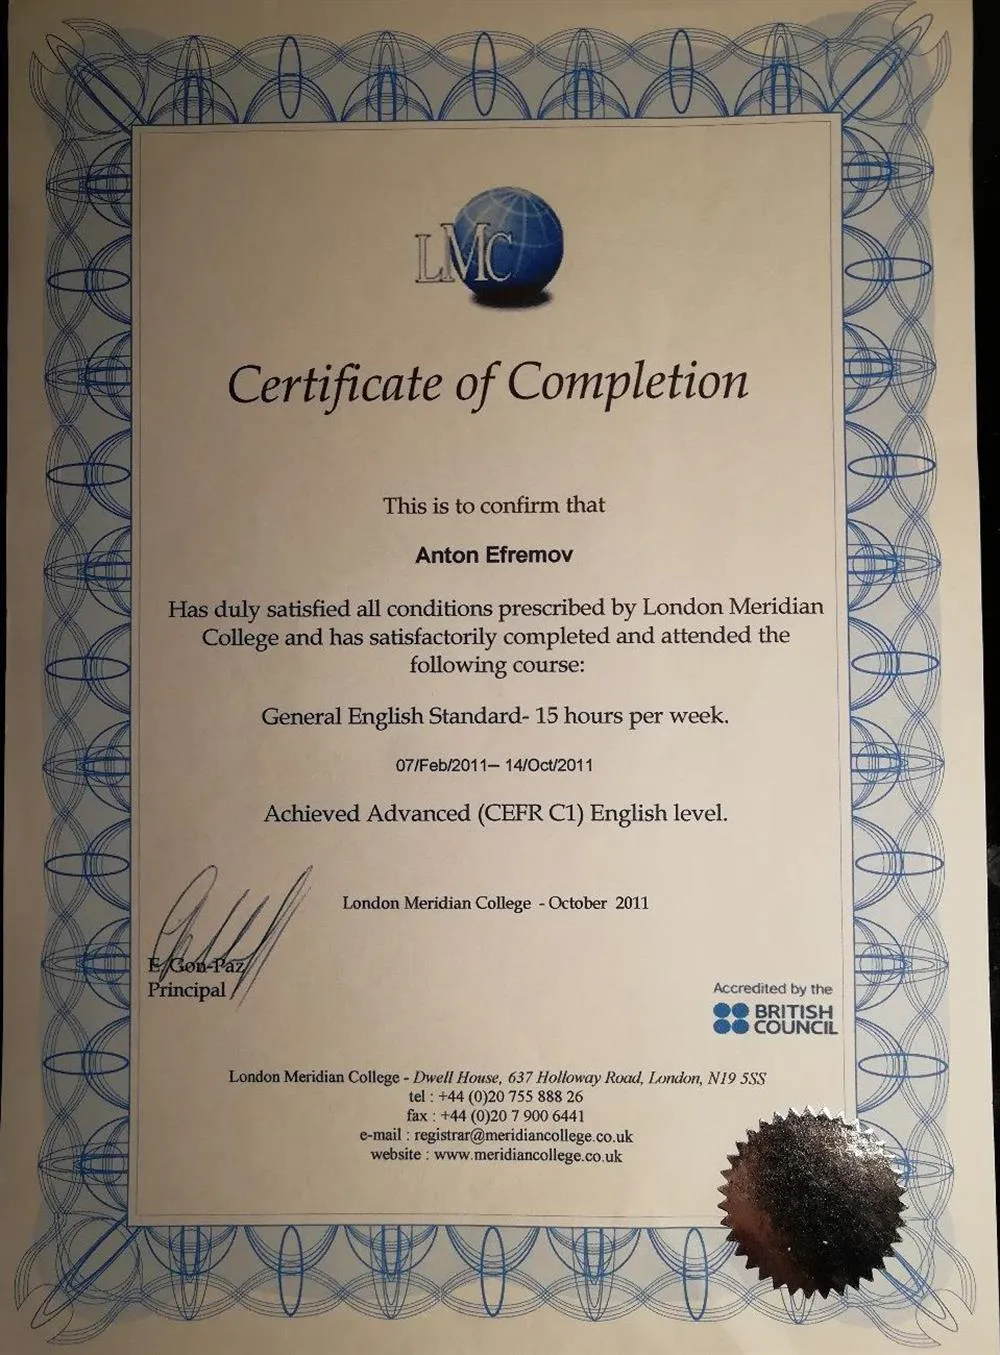 LMC
Certificate of Completion
This is to confirm that
Anton Efremov
Has duly satisfied all conditions prescribed by London Meridian
College and has satisfactorily completed and attended the
following course:
General English Standard- 15 hours per week.
07/Feb/2011– 14/Oct/2011
Achieved Advanced (CEFR C1) English level.
London Meridian College - October 2011
E Gon-Paz
Principal
Accredited by the
BRITISH
COUNCIL
London Meridian College - Dwell House, 637 Holloway Road, London, N19 5SS
tel : +44 (0)20 755 888 26
fax : +44 (0)20 7 900 6441
e-mail : registrar@meridiancollege.co.uk
website : www.meridiancollege.co.uk